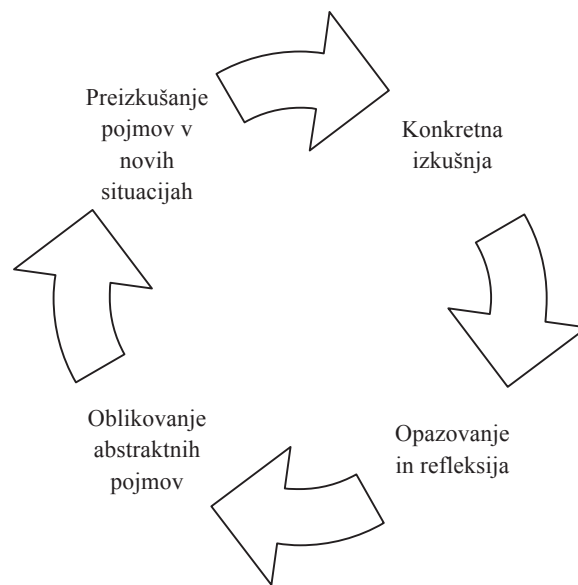 Preizkušanje
pojmov v
novih
situacijah
Konkretna
izkušnja
Opazovanje
in refleksija
Oblikovanje
abstraktnih
pojmov